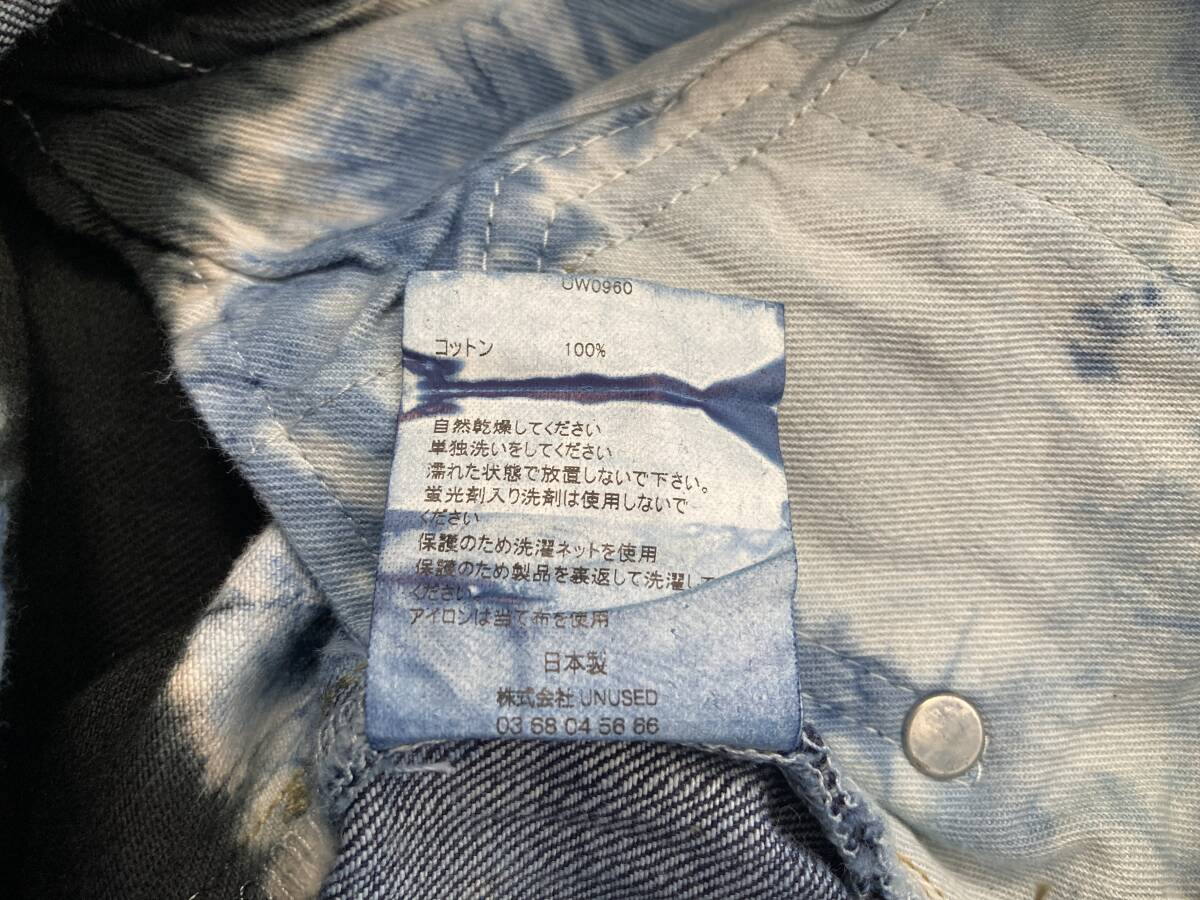 UW0960
コットン 100%
自然乾燥してください
単独洗いをしてください
濡れた状態で放置しないで下さい。
蛍光剤入り洗剤は使用しないで
ください
保護のため洗濯ネットを使用
保護のため製品を裏返して洗濯して
ください。
アイロンは当て布を使用
日本製
株式会社 UNUSED
03 68 04 56 86